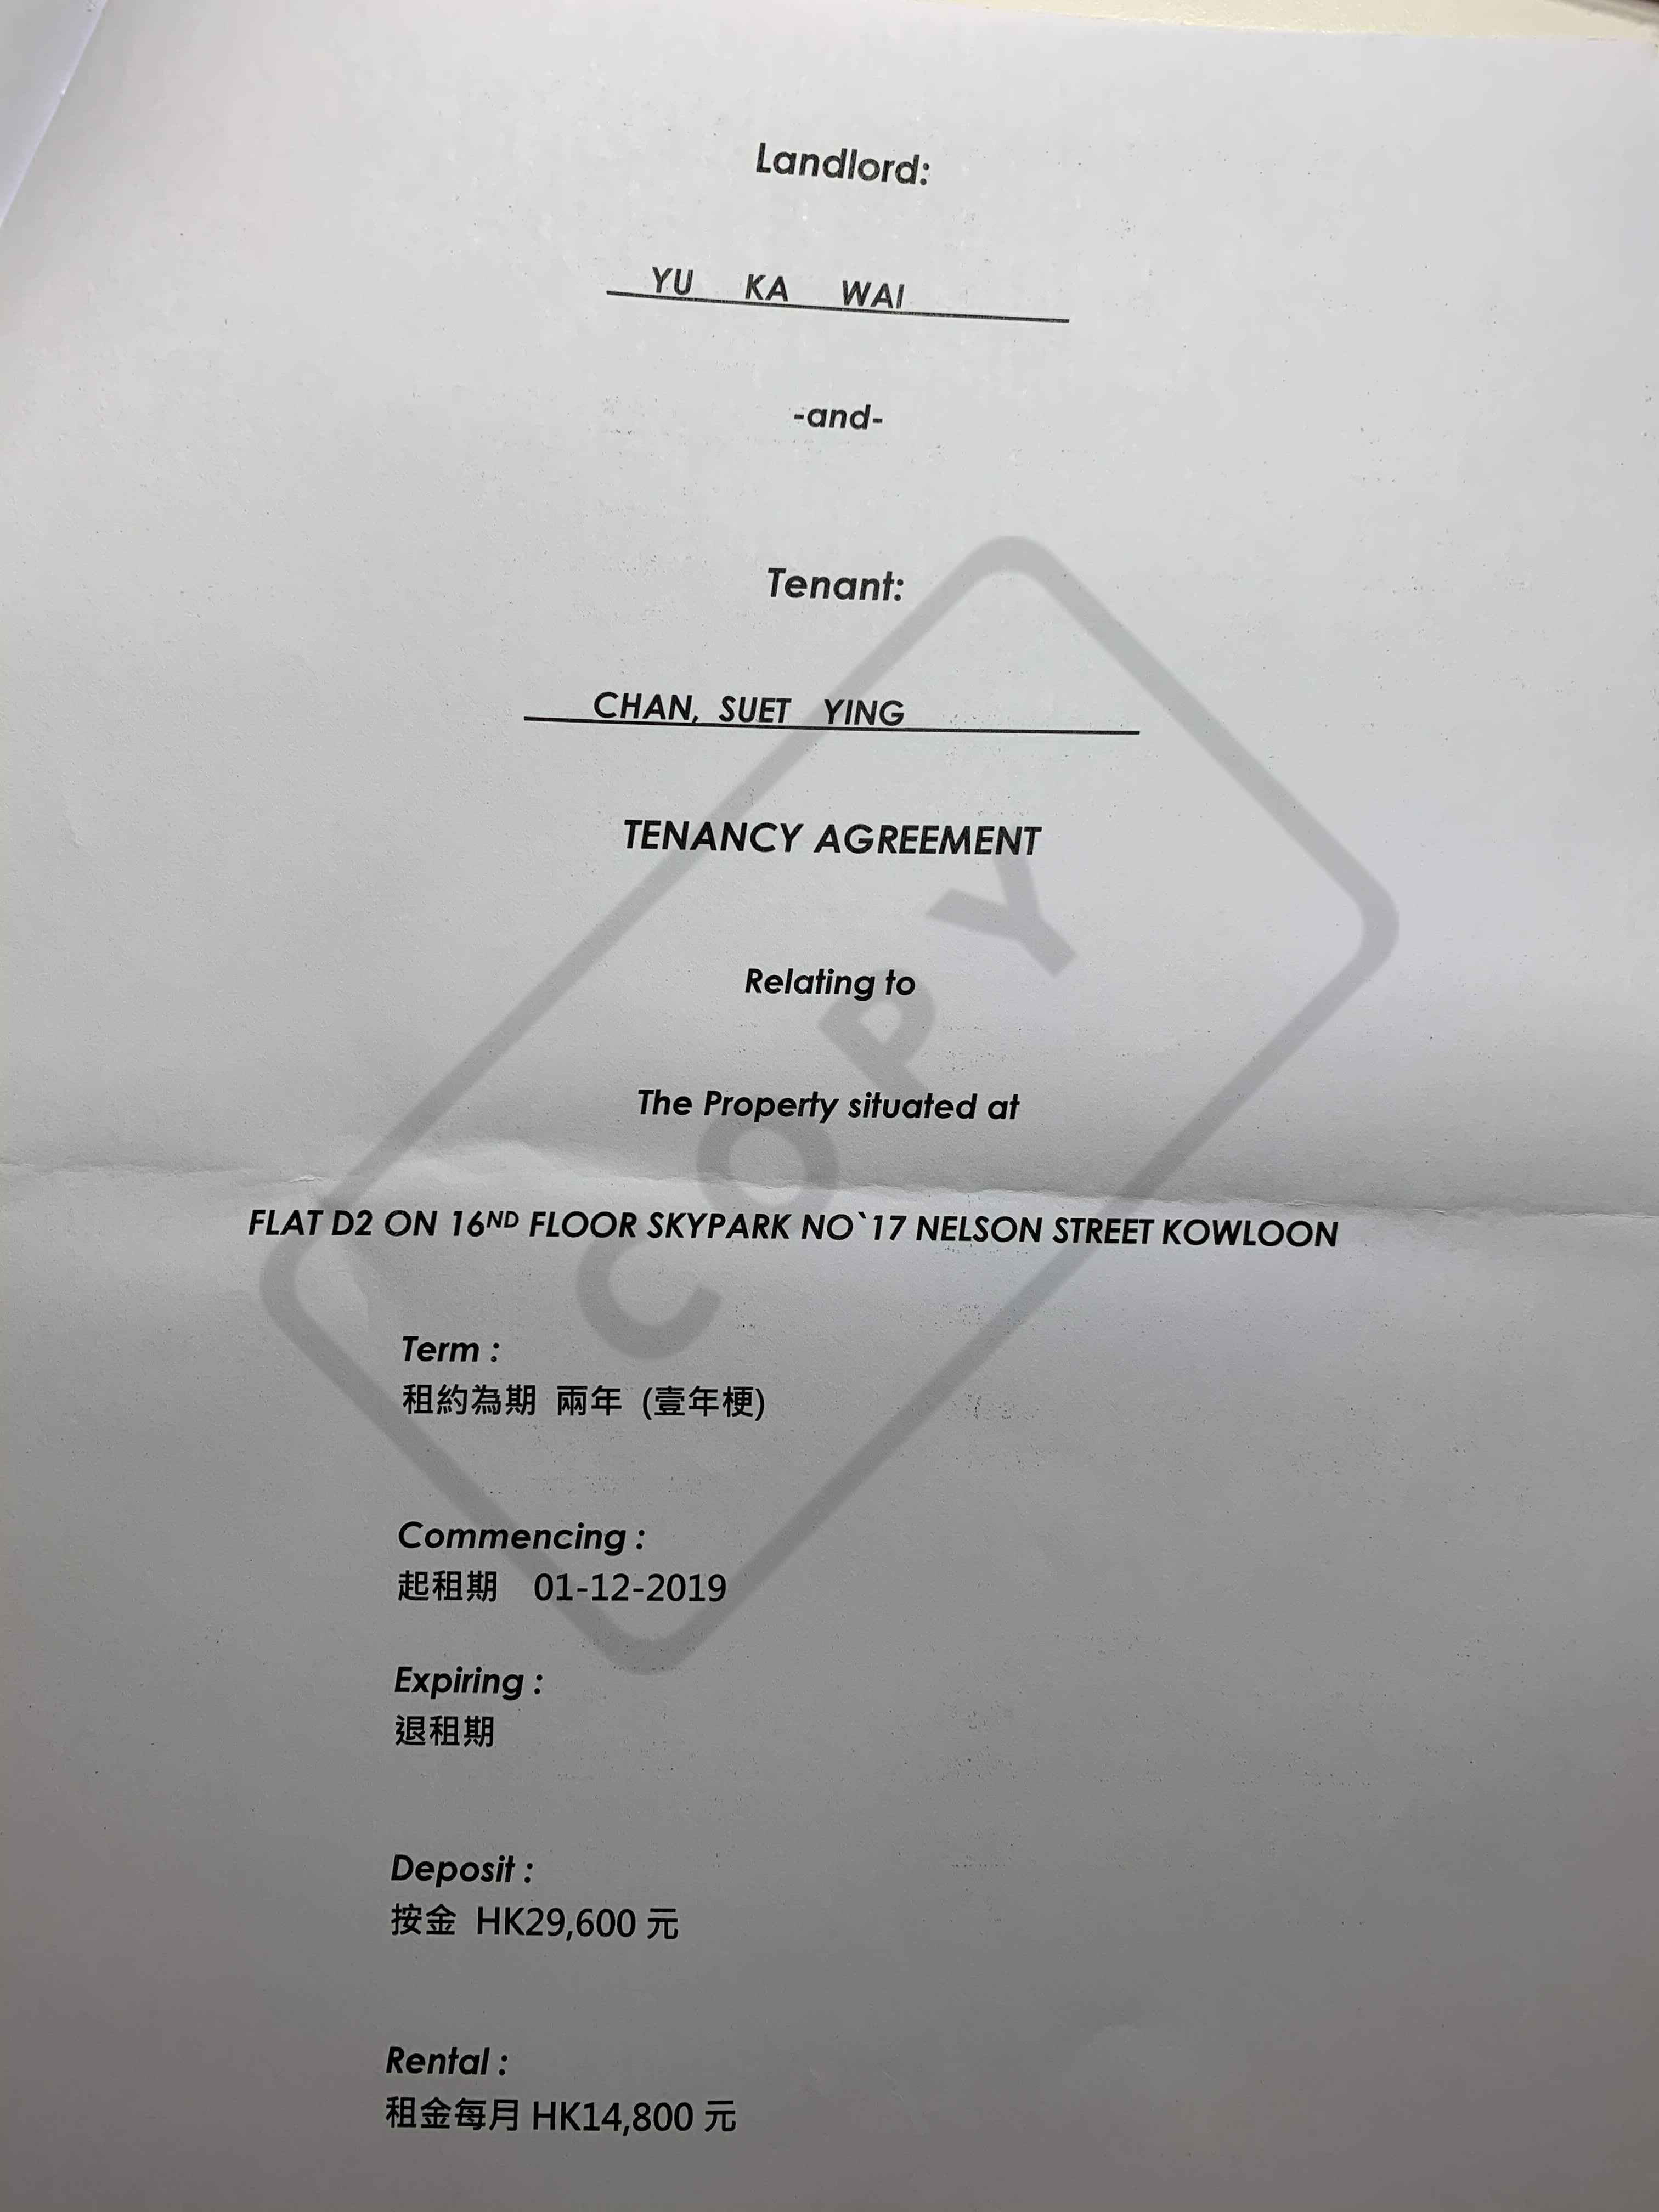 Landlord:
YU KA WAI
-and-
Tenant:
CHAN, SUET YING
TENANCY AGREEMENT
Relating to
The Property situated at
FLAT D2 ON 16ND FLOOR SKYPARK NO`17 NELSON STREET KOWLOON
Term :
租約為期 兩年 (壹年梗)
Commencing :
起租期 01-12-2019
Expiring :
退租期
Deposit :
按金 HK29,600 元
Rental :
租金每月 HK14,800 元
COPY